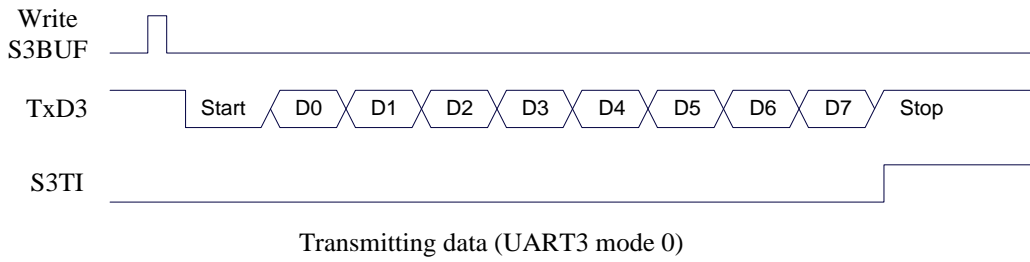 Write
S3BUF
TxD3 Start D0 D1 D2 D3 D4 D5 D6 D7 Stop
S3TI
Transmitting data (UART3 mode 0)